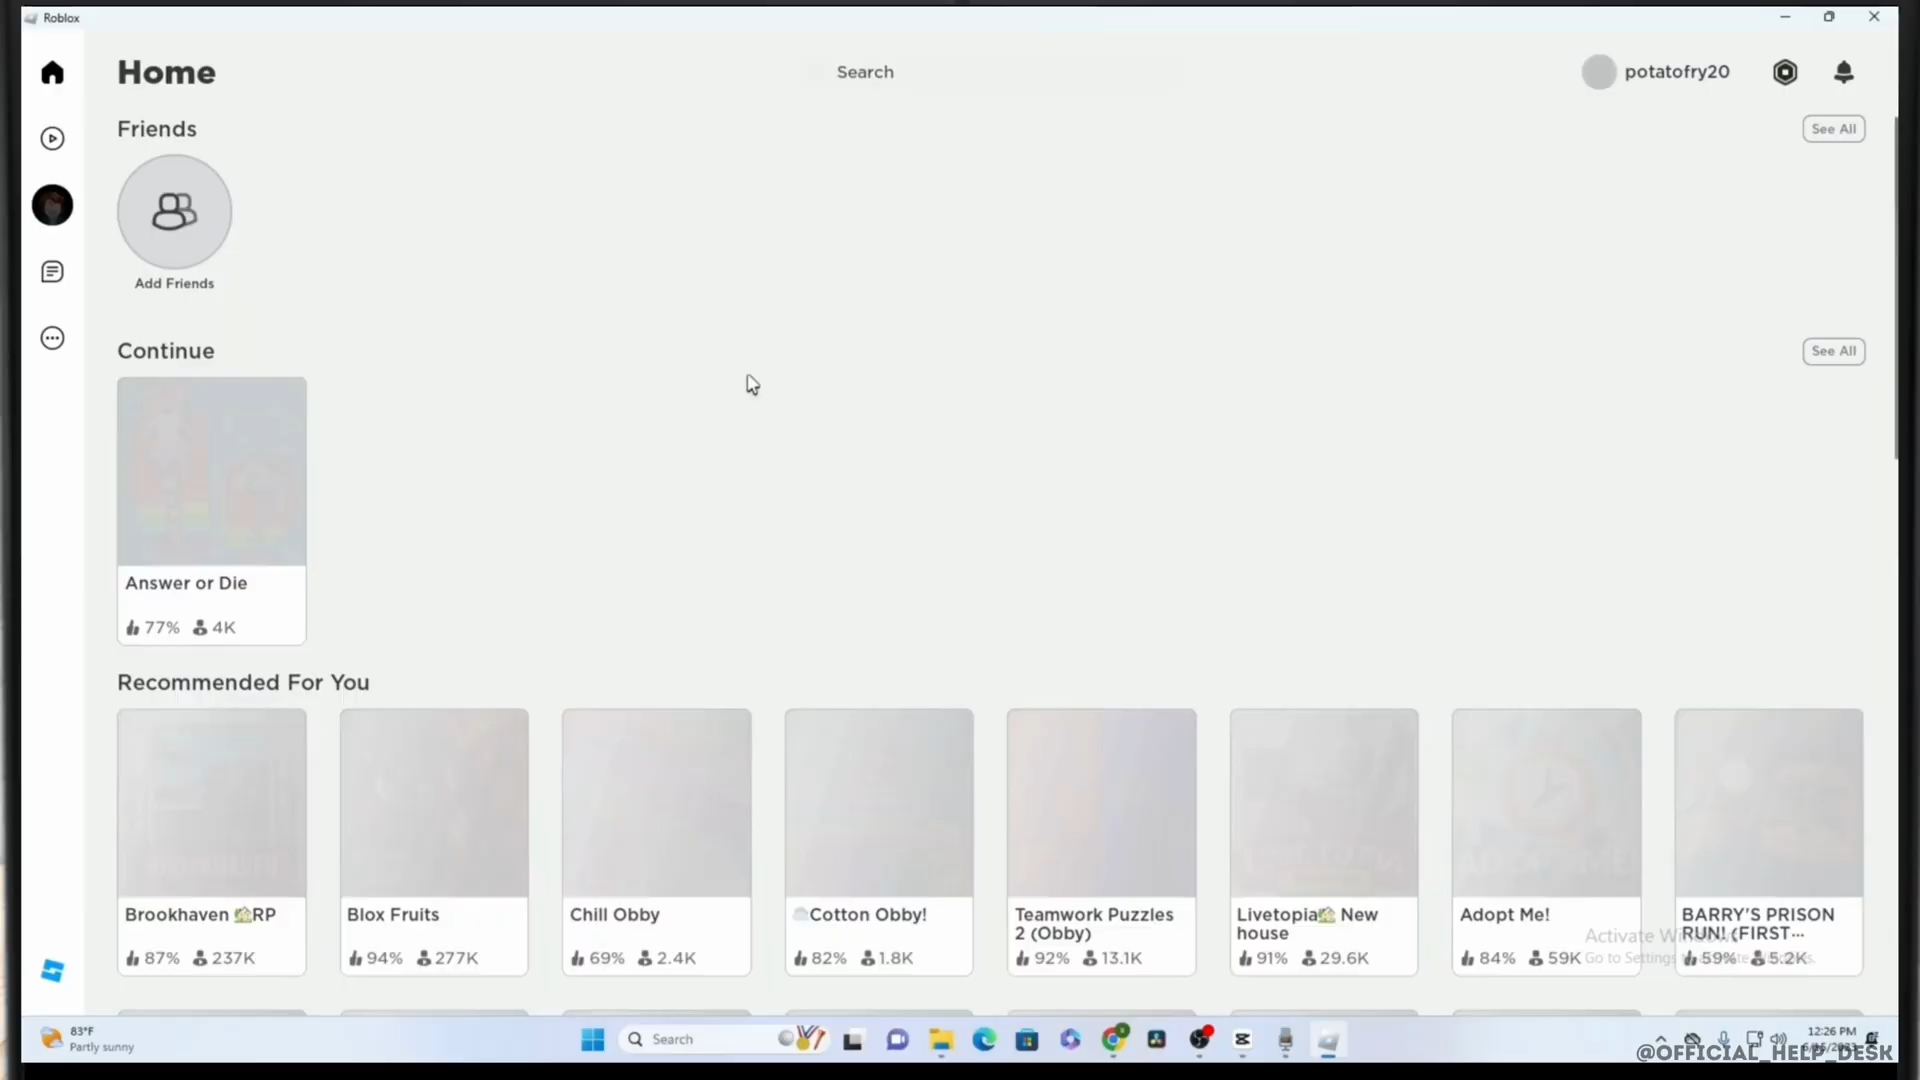 Roblox
Home
Search
potatofry20
Friends
See All
Add Friends
Continue
See All
Answer or Die
77% 4K
Recommended For You
Brookhaven 🏡RP
87% 237K
Blox Fruits
94% 277K
Chill Obby
69% 2.4K
☁️Cotton Obby!
82% 1.8K
Teamwork Puzzles
2 (Obby)
92% 13.1K
Livetopia🏡 New
house
91% 29.6K
Adopt Me!
84% 59K
BARRY'S PRISON
RUN! (FIRST...
59% 5.2K
Activate Windows
Go to Settings to activate Windows.
83°F
Partly sunny
Search
12:26 PM
@OFFICIAL_HELP_DESK